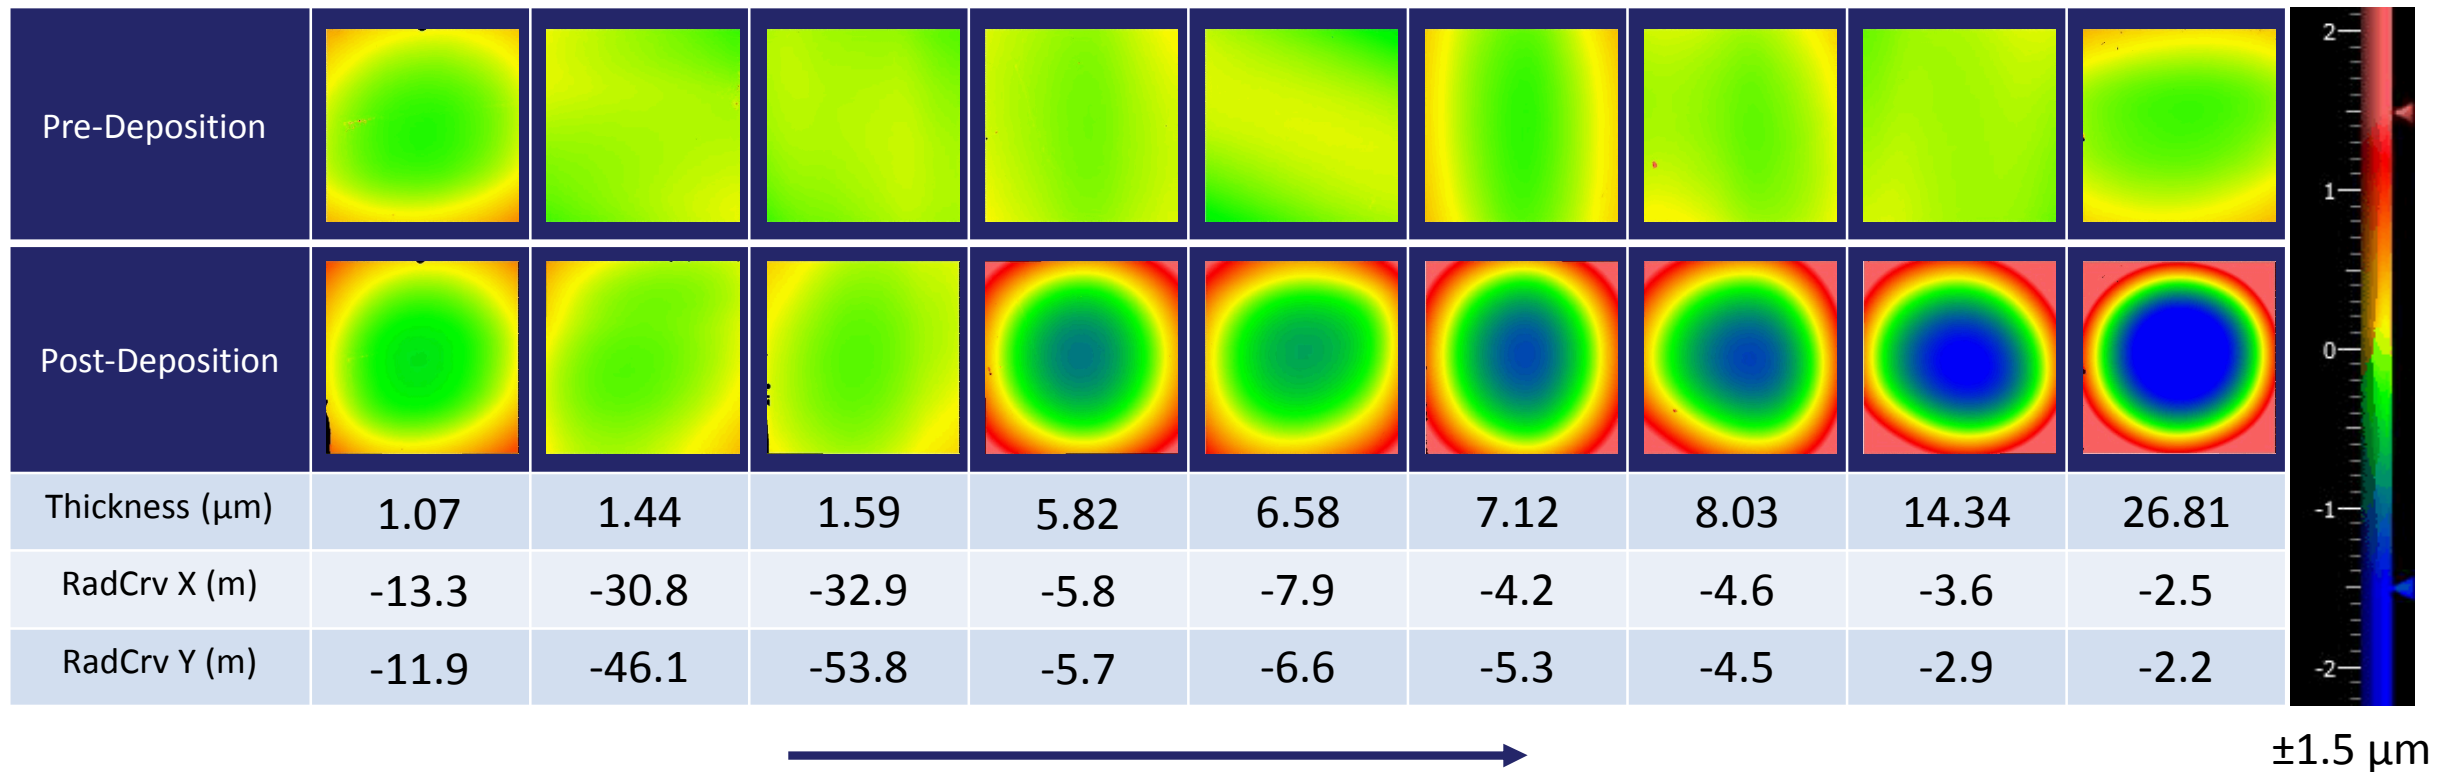 Pre-Deposition
Post-Deposition
Thickness (μm) 1.07 1.44 1.59 5.82 6.58 7.12 8.03 14.34 26.81
RadCrv X (m) -13.3 -30.8 -32.9 -5.8 -7.9 -4.2 -4.6 -3.6 -2.5
RadCrv Y (m) -11.9 -46.1 -53.8 -5.7 -6.6 -5.3 -4.5 -2.9 -2.2
2
1
0
-1
-2
±1.5 μm